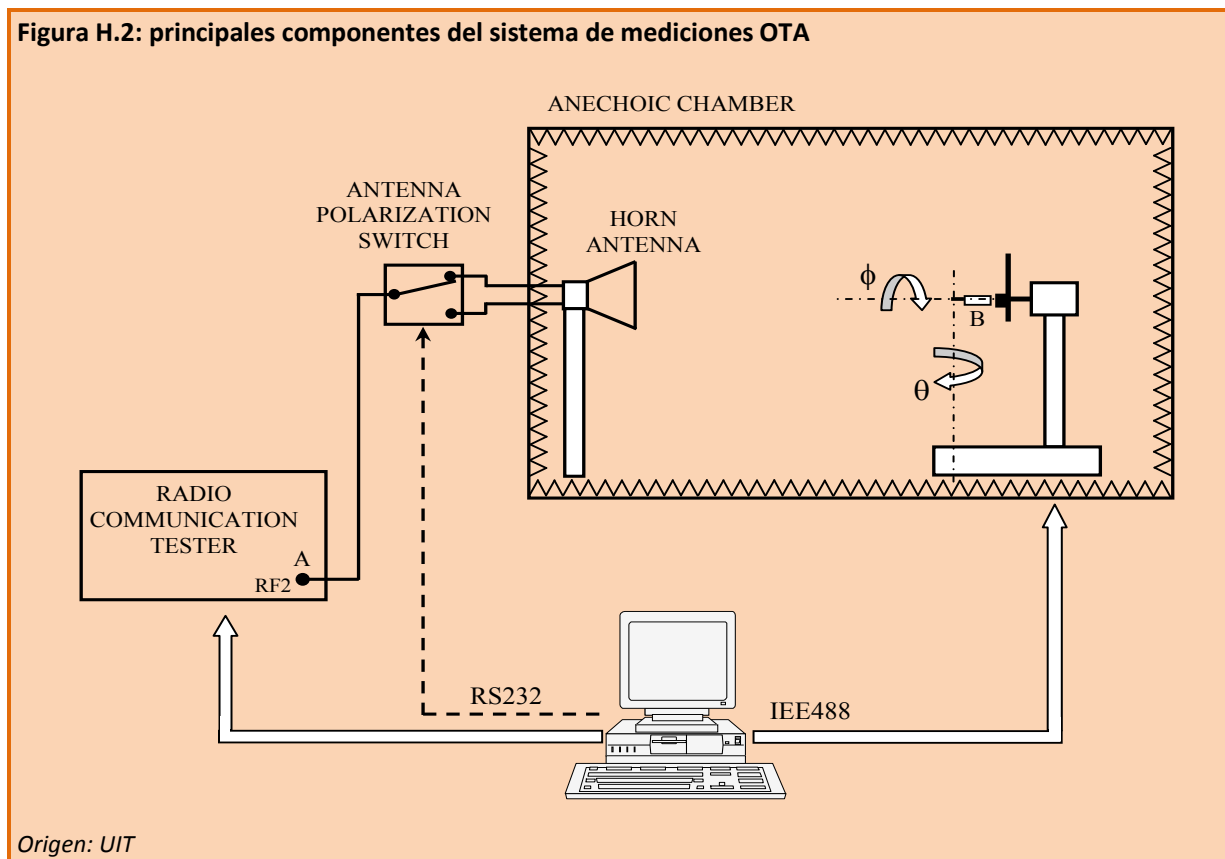 Figura H.2: principales componentes del sistema de mediciones OTA
ANECHOIC CHAMBER
ANTENNA
POLARIZATION
SWITCH
HORN
ANTENNA
ϕ
B
θ
RADIO
COMMUNICATION
TESTER
A
RF2
RS232
IEE488
Origen: UIT